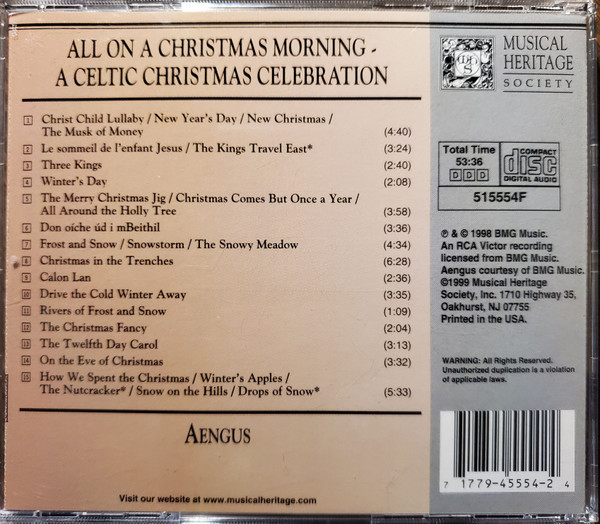 ALL ON A CHRISTMAS MORNING -
A CELTIC CHRISTMAS CELEBRATION
1 Christ Child Lullaby / New Year's Day / New Christmas /
The Musk of Money (4:40)
2 Le sommeil de l'enfant Jesus / The Kings Travel East* (3:24)
3 Three Kings (2:40)
4 Winter's Day (2:08)
5 The Merry Christmas Jig / Christmas Comes But Once a Year /
All Around the Holly Tree (3:58)
6 Don oíche úd i mBeithil (3:36)
7 Frost and Snow / Snowstorm / The Snowy Meadow (4:34)
8 Christmas in the Trenches (6:28)
9 Calon Lan (2:36)
10 Drive the Cold Winter Away (3:35)
11 Rivers of Frost and Snow (1:09)
12 The Christmas Fancy (2:04)
13 The Twelfth Day Carol (3:13)
14 On the Eve of Christmas (3:32)
15 How We Spent the Christmas / Winter's Apples /
The Nutcracker* / Snow on the Hills / Drops of Snow* (5:33)
AENGUS
Visit our website at www.musicalheritage.com
MUSICAL
HERITAGE
SOCIETY
Total Time
53:36
DDD
COMPACT
disc
DIGITAL AUDIO
515554F
℗ & © 1998 BMG Music.
An RCA Victor recording
licensed from BMG Music.
Aengus courtesy of BMG Music.
©1999 Musical Heritage
Society, Inc. 1710 Highway 35,
Oakhurst, NJ 07755
Printed in the USA.
WARNING: All Rights Reserved.
Unauthorized duplication is a violation
of applicable laws.
7 1779-45554-2 4